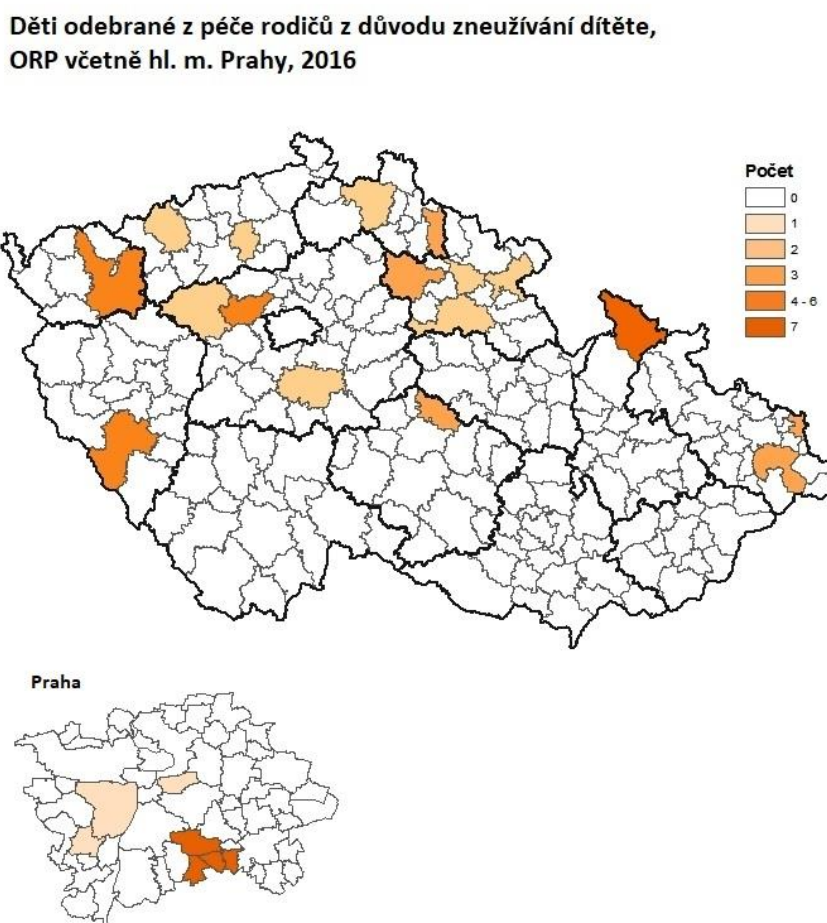 Děti odebrané z péče rodičů z důvodu zneužívání dítěte,
ORP včetně hl. m. Prahy, 2016
Počet
0
1
2
3
4 - 6
7
Praha